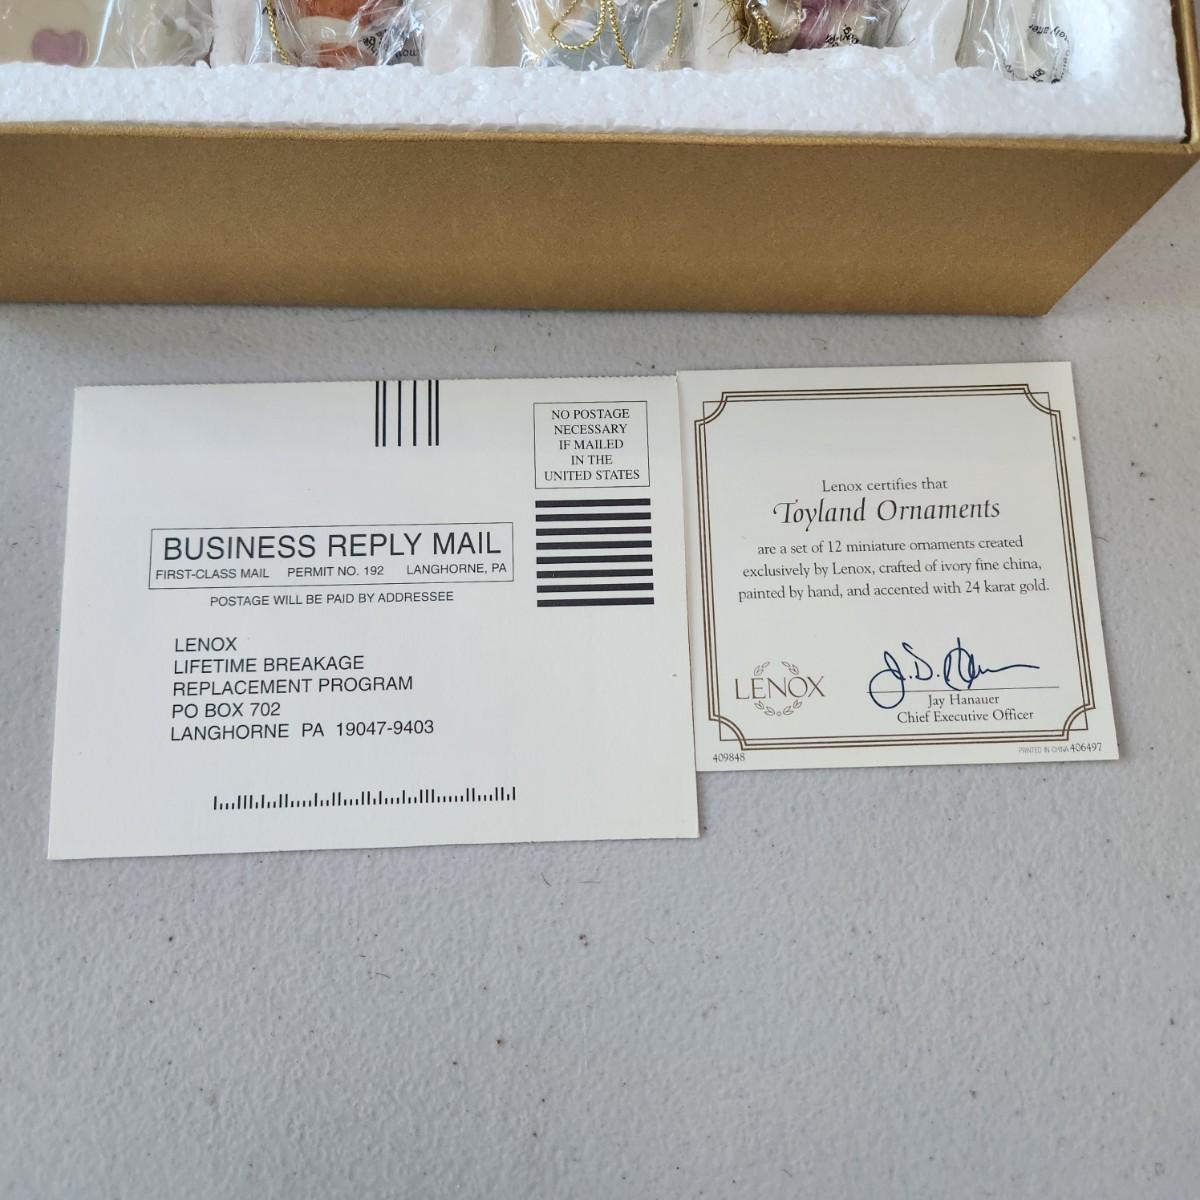 NO POSTAGE
NECESSARY
IF MAILED
IN THE
UNITED STATES
BUSINESS REPLY MAIL
FIRST-CLASS MAIL PERMIT NO. 192 LANGHORNE, PA
POSTAGE WILL BE PAID BY ADDRESSEE
LENOX
LIFETIME BREAKAGE
REPLACEMENT PROGRAM
PO BOX 702
LANGHORNE PA 19047-9403
Lenox certifies that
Toyland Ornaments
are a set of 12 miniature ornaments created
exclusively by Lenox, crafted of ivory fine china,
painted by hand, and accented with 24 karat gold.
LENOX
Jay Hanauer
Chief Executive Officer
409848
PRINTED IN CHINA 406497